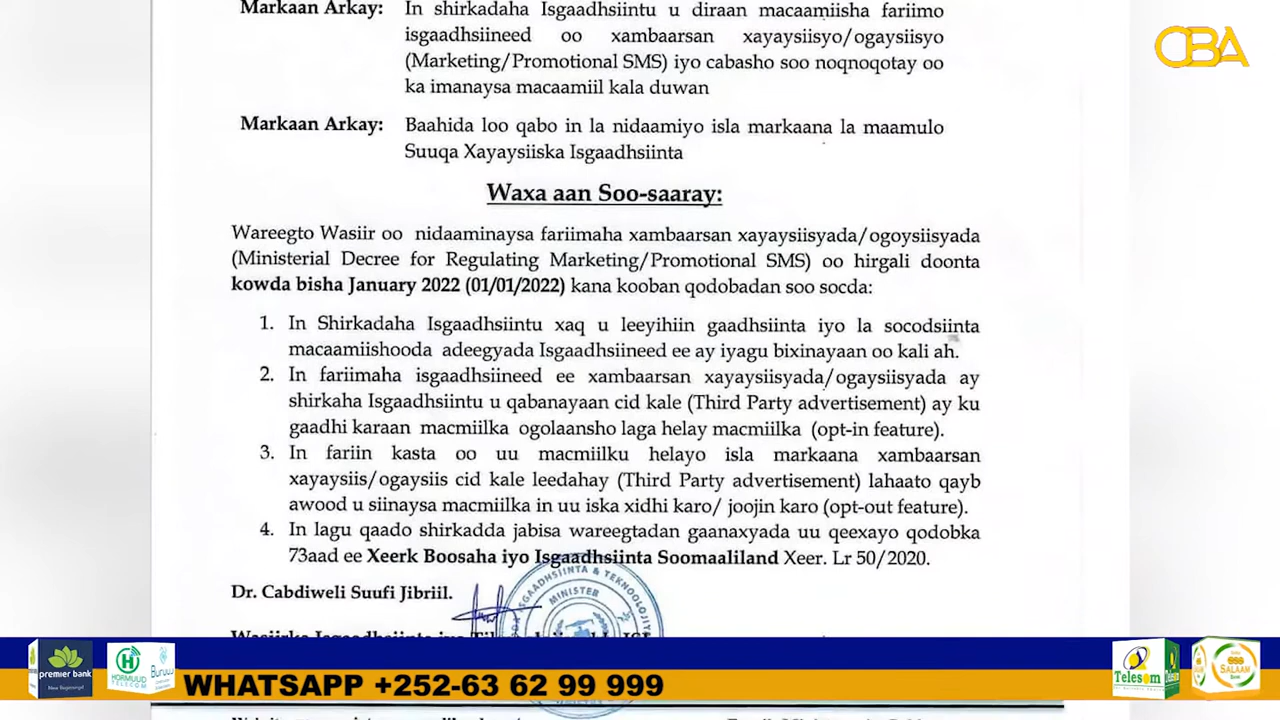 Markaan Arkay: In shirkadaha Isgaadhsiintu u diraan macaamiisha fariimo
isgaadhsiineed oo xambaarsan xayaysiisyo/ogaysiisyo
(Marketing/Promotional SMS) iyo cabasho soo noqnoqotay oo
ka imanaysa macaamiil kala duwan
Markaan Arkay: Baahida loo qabo in la nidaamiyo isla markaana la maamulo
Suuqa Xayaysiiska Isgaadhsiinta
Waxa aan Soo-saaray:
Wareegto Wasiir oo nidaaminaysa fariimaha xambaarsan xayaysiisyada/ogoysiisyada
(Ministerial Decree for Regulating Marketing/Promotional SMS) oo hirgali doonta
kowda bisha January 2022 (01/01/2022) kana kooban qodobadan soo socda:
1. In Shirkadaha Isgaadhsiintu xaq u leeyihiin gaadhsiinta iyo la socodsiinta
macaamiishooda adeegyada Isgaadhsiineed ee ay iyagu bixinayaan oo kali ah.
2. In fariimaha isgaadhsiineed ee xambaarsan xayaysiisyada/ogaysiisyada ay
shirkaha Isgaadhsiintu u qabanayaan cid kale (Third Party advertisement) ay ku
gaadhi karaan macmiilka ogolaansho laga helay macmiilka (opt-in feature).
3. In fariin kasta oo uu macmiilku helayo isla markaana xambaarsan
xayaysiis/ogaysiis cid kale leedahay (Third Party advertisement) lahaato qayb
awood u siinaysa macmiilka in uu iska xidhi karo/ joojin karo (opt-out feature).
4. In lagu qaado shirkadda jabisa wareegtadan gaanaxyada uu qeexayo qodobka
73aad ee Xeerk Boosaha iyo Isgaadhsiinta Soomaaliland Xeer. Lr 50/2020.
Dr. Cabdiweli Suufi Jibriil.
ISGAADHSIINTA & TEKNOOLOJIYADA
MINISTER
Wasiirka Isgaadhsiinta iyo
OBA
premier bank
HORMUUD
TELECOM
WHATSAPP +252-63 62 99 999
Telesom
SALAAM
Bank